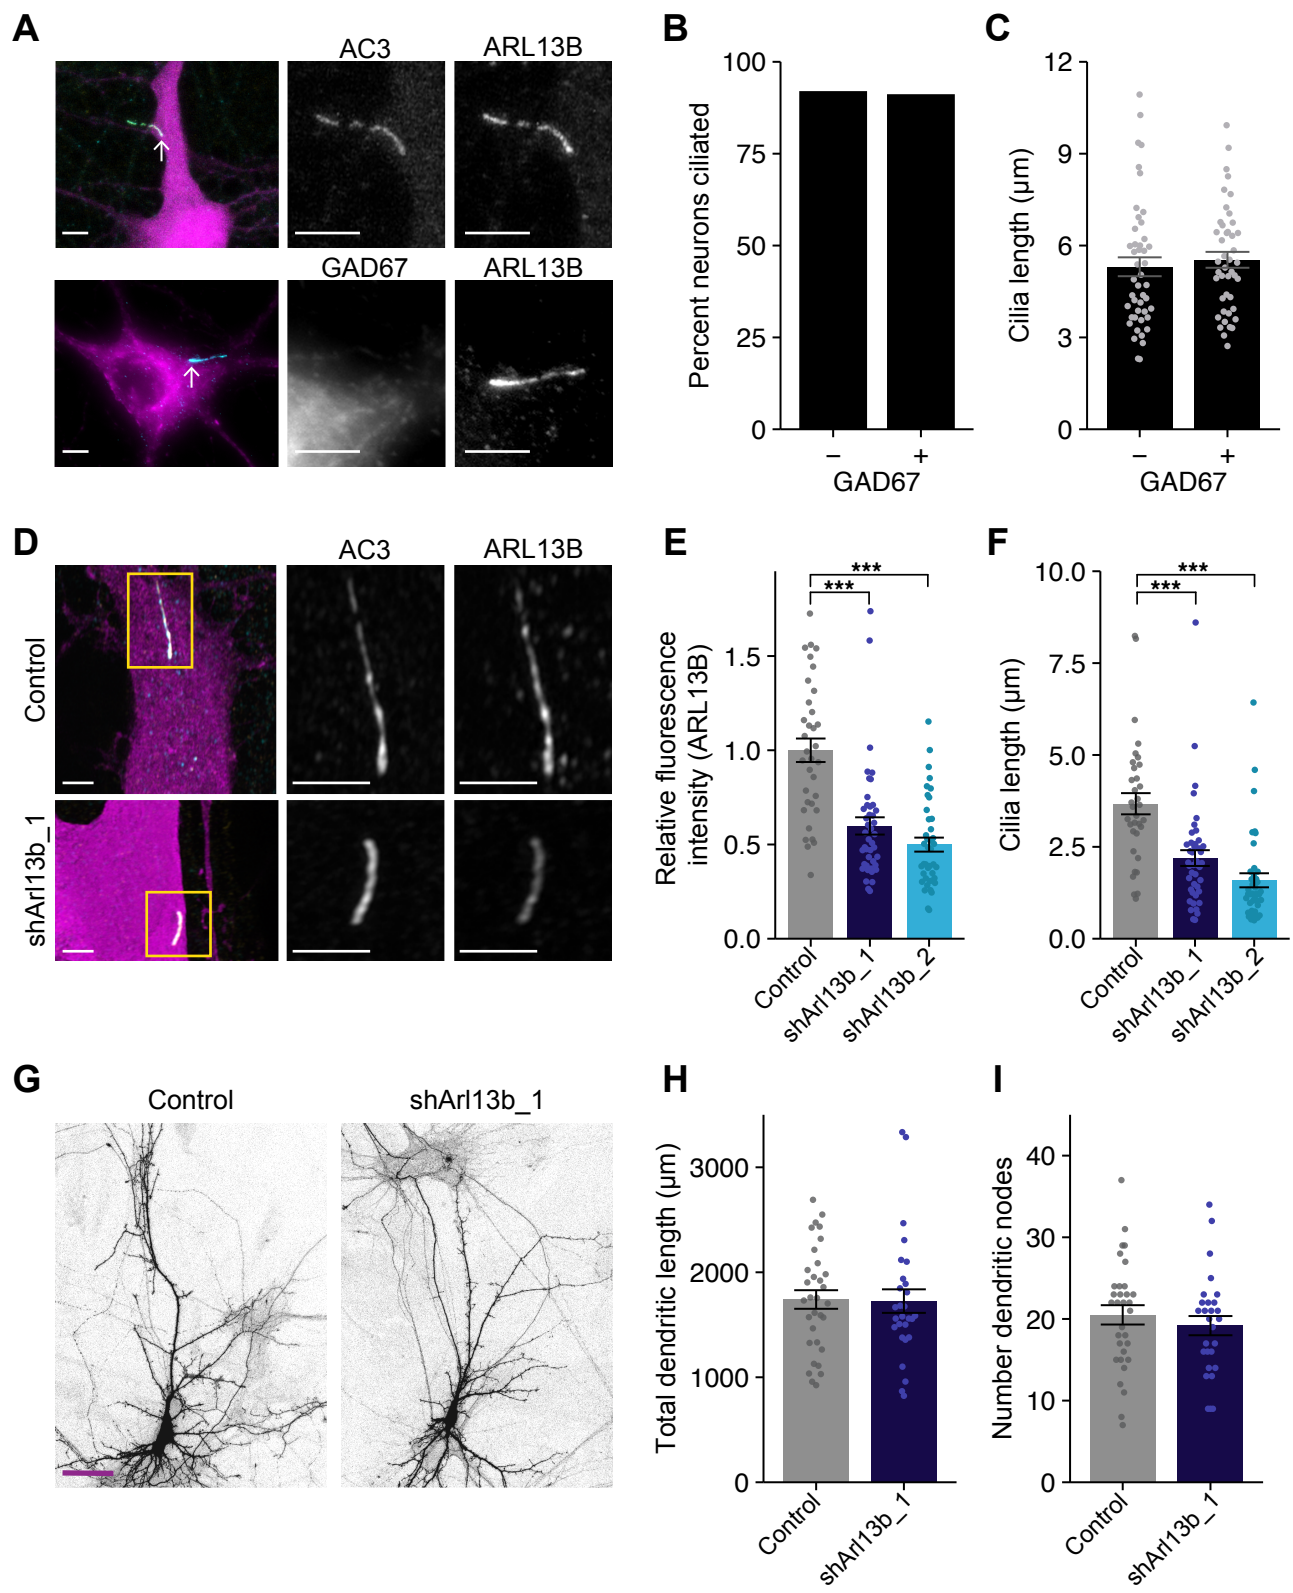 A
AC3
ARL13B
GAD67
ARL13B
B
Percent neurons ciliated
100
75
50
25
0
–
+
GAD67
C
Cilia length (μm)
12
9
6
3
0
–
+
GAD67
D
AC3
ARL13B
Control
shArl13b_1
E
Relative fluorescence
intensity (ARL13B)
1.5
1.0
0.5
0.0
***
***
Control
shArl13b_1
shArl13b_2
F
Cilia length (μm)
10.0
7.5
5.0
2.5
0.0
***
***
Control
shArl13b_1
shArl13b_2
G
Control
shArl13b_1
H
Total dendritic length (μm)
3000
2000
1000
0
Control
shArl13b_1
I
Number dendritic nodes
40
30
20
10
0
Control
shArl13b_1